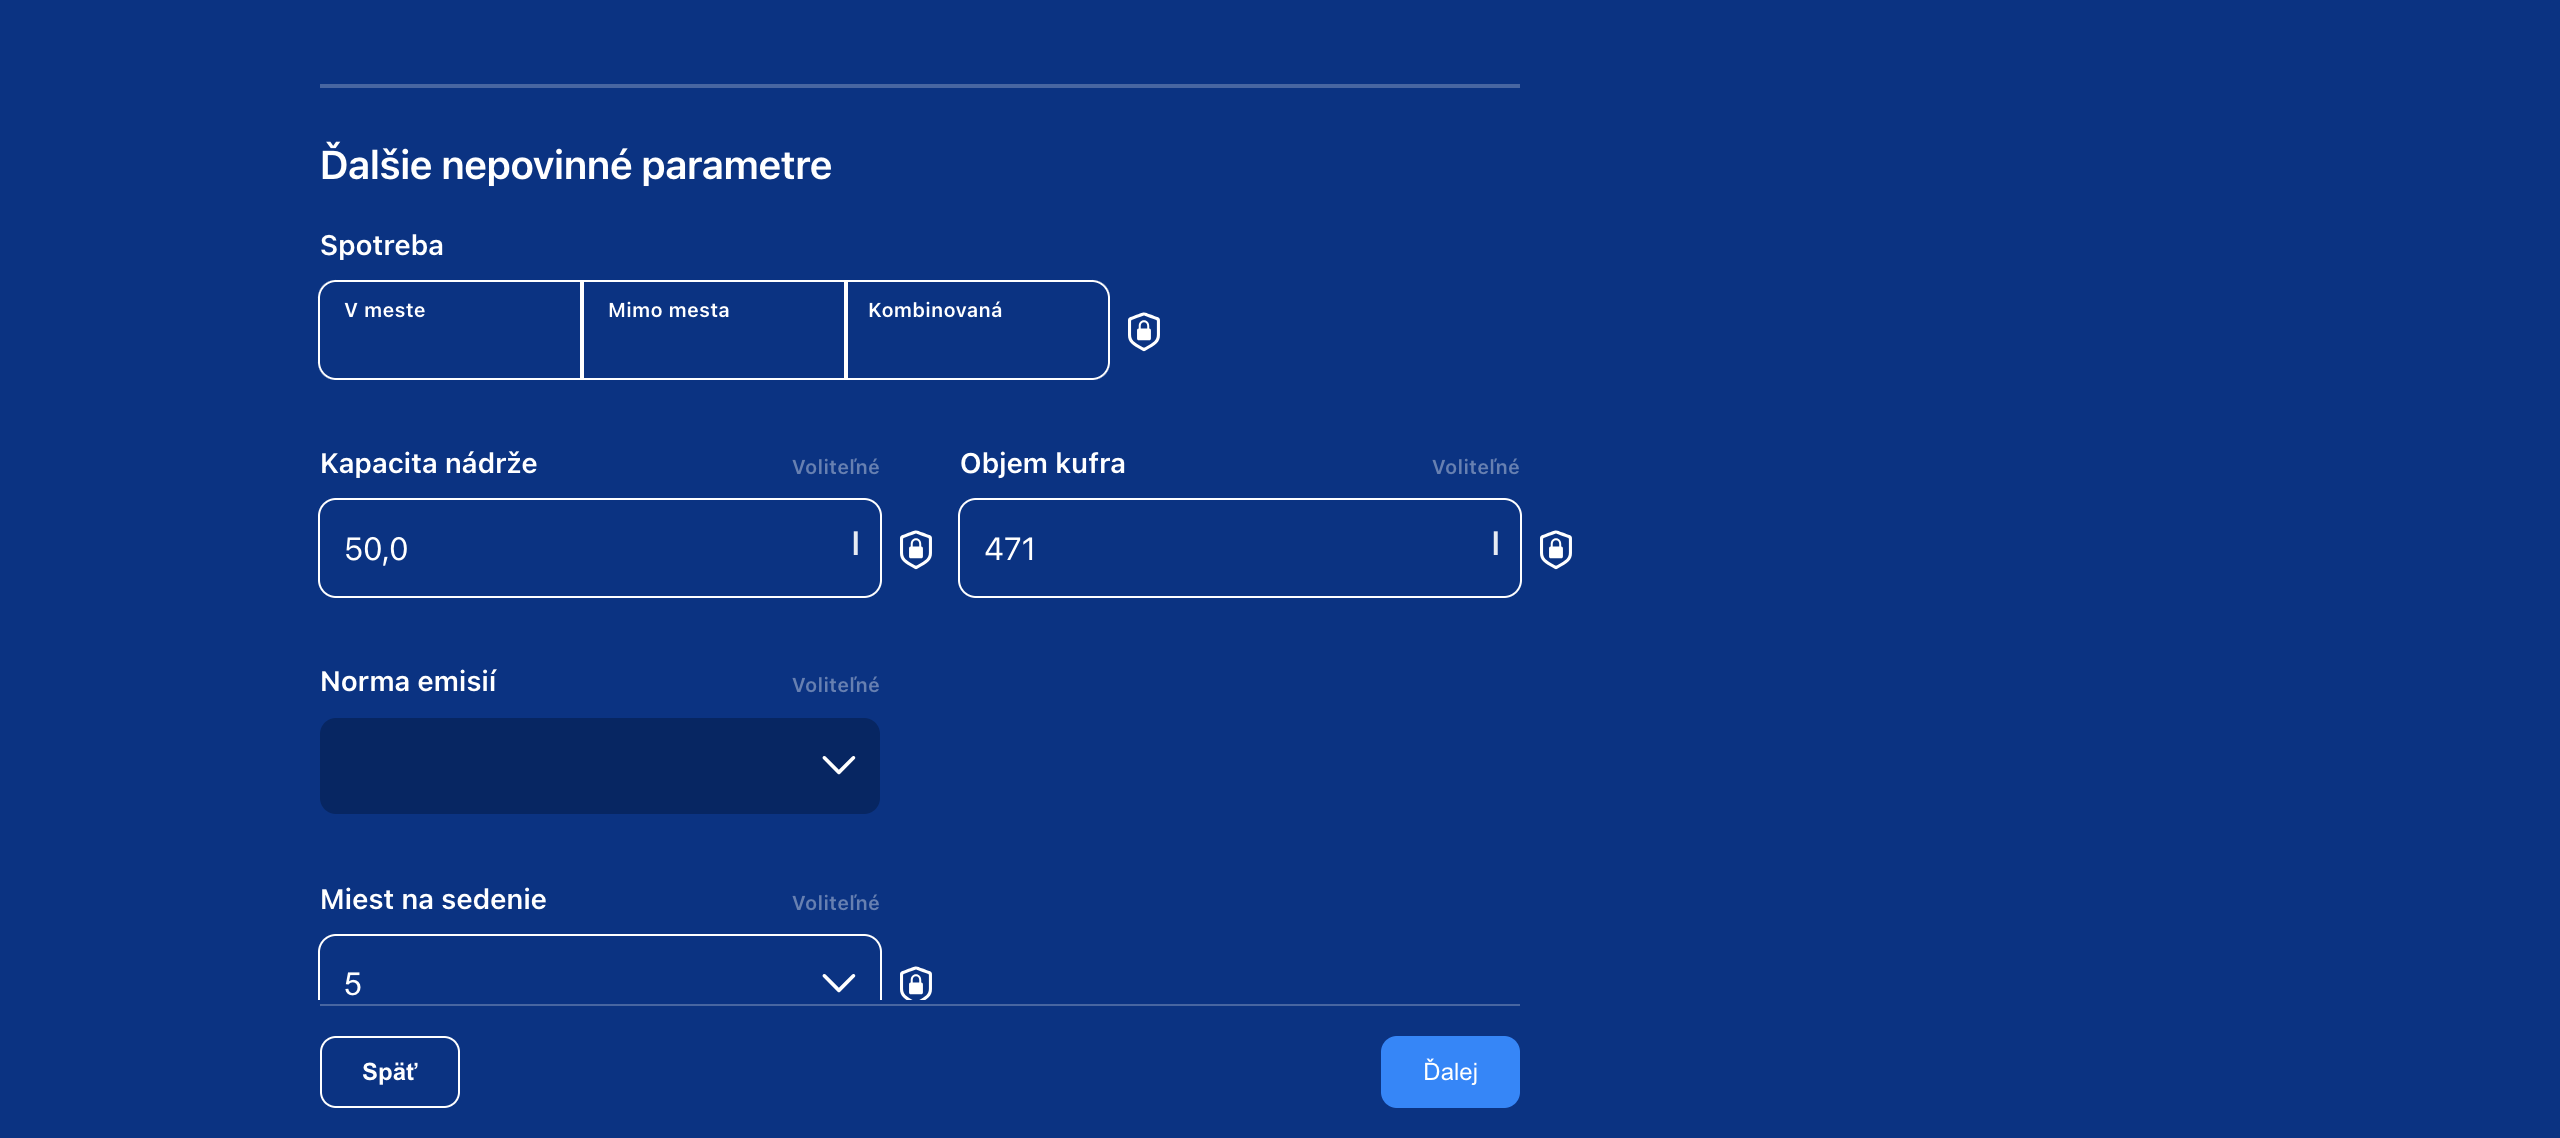 Ďalšie nepovinné parametre
Spotreba
V meste Mimo mesta Kombinovaná
Kapacita nádrže Voliteľné Objem kufra Voliteľné
50,0 l 471 l
Norma emisií Voliteľné
Miest na sedenie Voliteľné
5
Späť Ďalej